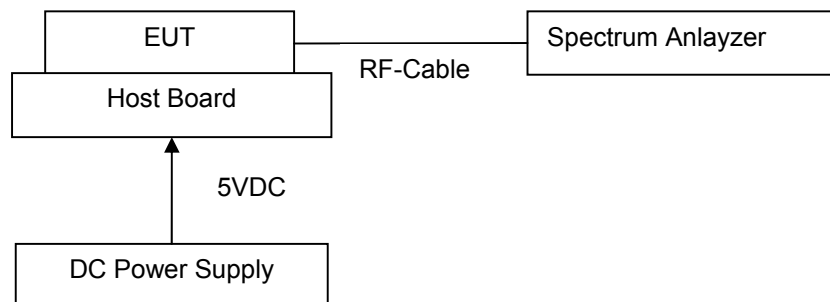 EUT
Spectrum Anlayzer
RF-Cable
Host Board
5VDC
DC Power Supply